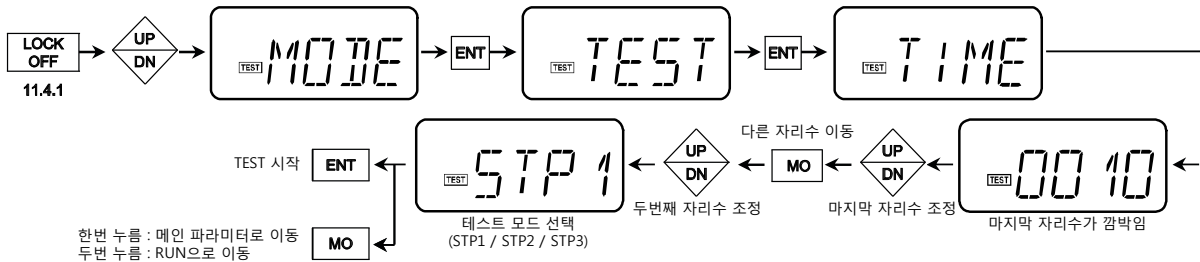 LOCK
OFF
11.4.1
UP
DN
TEST MODE
ENT
TEST TEST
ENT
TEST TIME
TEST 0010
마지막 자리수가 깜박임
UP
DN
마지막 자리수 조정
다른 자리수 이동
MO
UP
DN
두번째 자리수 조정
TEST STP1
테스트 모드 선택
(STP1 / STP2 / STP3)
TEST 시작
ENT
한번 누름 : 메인 파라미터로 이동
두번 누름 : RUN으로 이동
MO